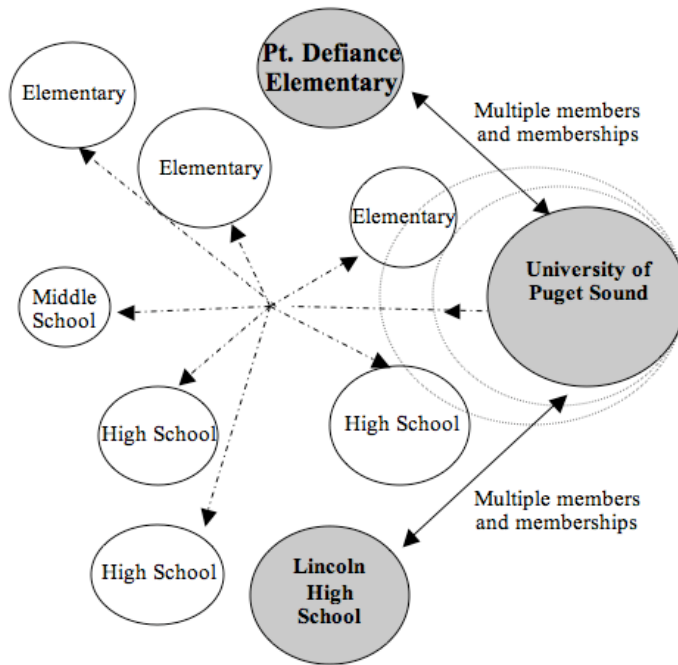 Pt. Defiance
Elementary
Elementary
Multiple members
and memberships
Elementary
Elementary
University of
Puget Sound
Middle
School
High School
High School
Multiple members
and memberships
High School
Lincoln
High
School